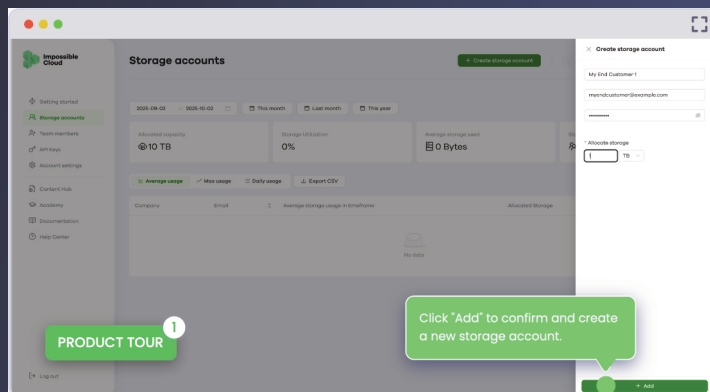 Impossible
Cloud
Getting started
Storage accounts
Team members
API Keys
Account settings
Content Hub
Academy
Documentation
Help Center
Log out
Storage accounts
+ Create storage account
2025-09-02
2025-10-02
This month
Last month
This year
Allocated capacity
10 TB
Storage Utilization
0%
Average storage used
0 Bytes
Average usage
Max usage
Daily usage
Export CSV
Company
Email
Average storage usage in timeframe
Allocated Storage
No data
× Create storage account
My End Customer 1
myendcustomer@example.com
* Allocate storage
1
TB
Click "Add" to confirm and create
a new storage account.
+ Add
PRODUCT TOUR
1